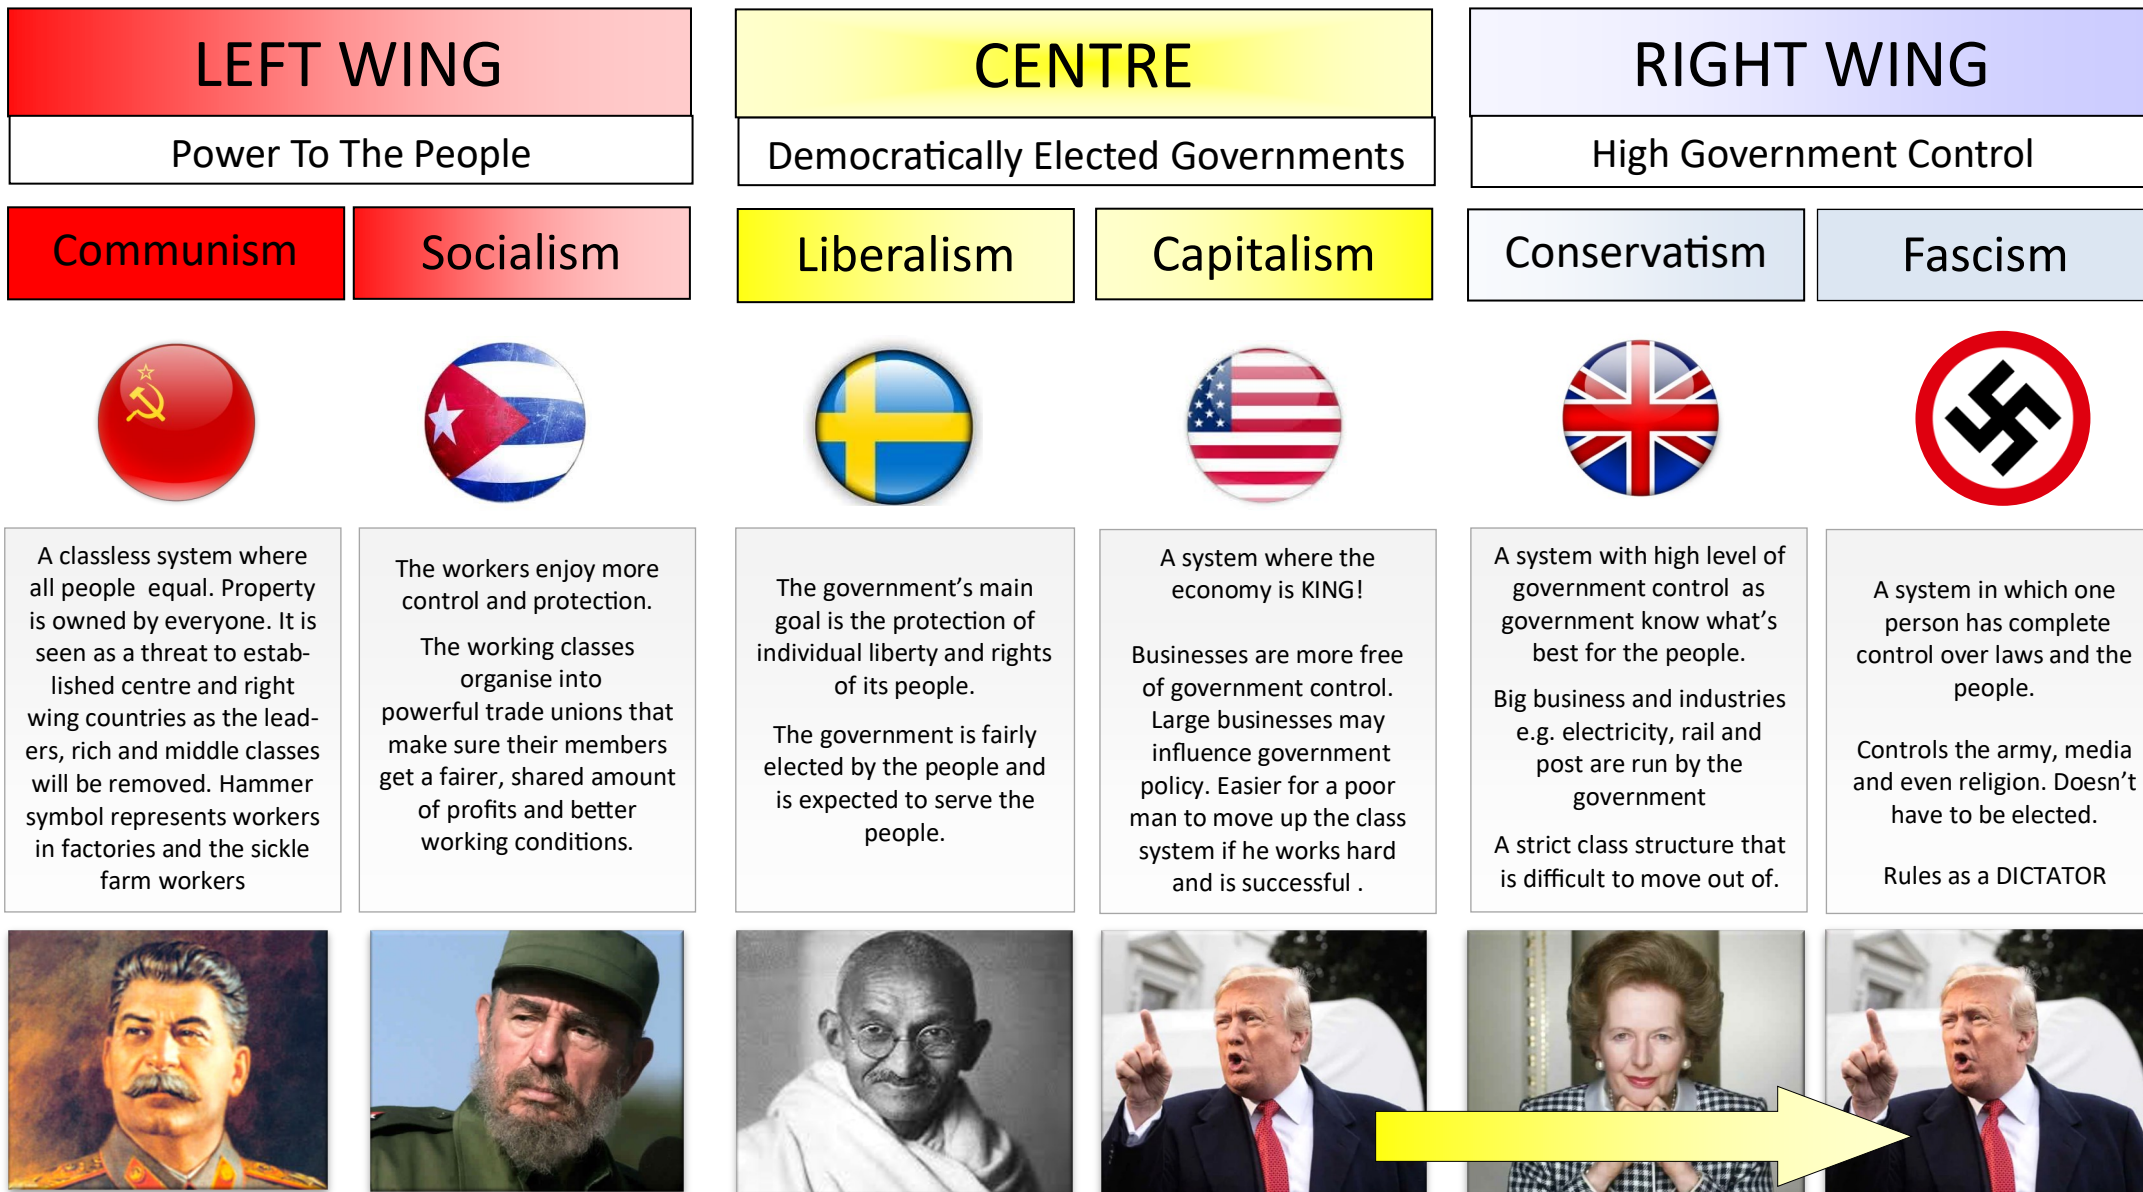 LEFT WING
Power To The People
CENTRE
Democratically Elected Governments
RIGHT WING
High Government Control
Communism
Socialism
Liberalism
Capitalism
Conservatism
Fascism
A classless system where
all people  equal. Property
is owned by everyone. It is
seen as a threat to estab-
lished centre and right
wing countries as the lead-
ers, rich and middle classes
will be removed. Hammer
symbol represents workers
in factories and the sickle
farm workers
The workers enjoy more
control and protection.
The working classes
organise into
powerful trade unions that
make sure their members
get a fairer, shared amount
of profits and better
working conditions.
The government’s main
goal is the protection of
individual liberty and rights
of its people.
The government is fairly
elected by the people and
is expected to serve the
people.
A system where the
economy is KING!
Businesses are more free
of government control.
Large businesses may
influence government
policy. Easier for a poor
man to move up the class
system if he works hard
and is successful .
A system with high level of
government control  as
government know what’s
best for the people.
Big business and industries
e.g. electricity, rail and
post are run by the
government
A strict class structure that
is difficult to move out of.
A system in which one
person has complete
control over laws and the
people.
Controls the army, media
and even religion. Doesn’t
have to be elected.
Rules as a DICTATOR